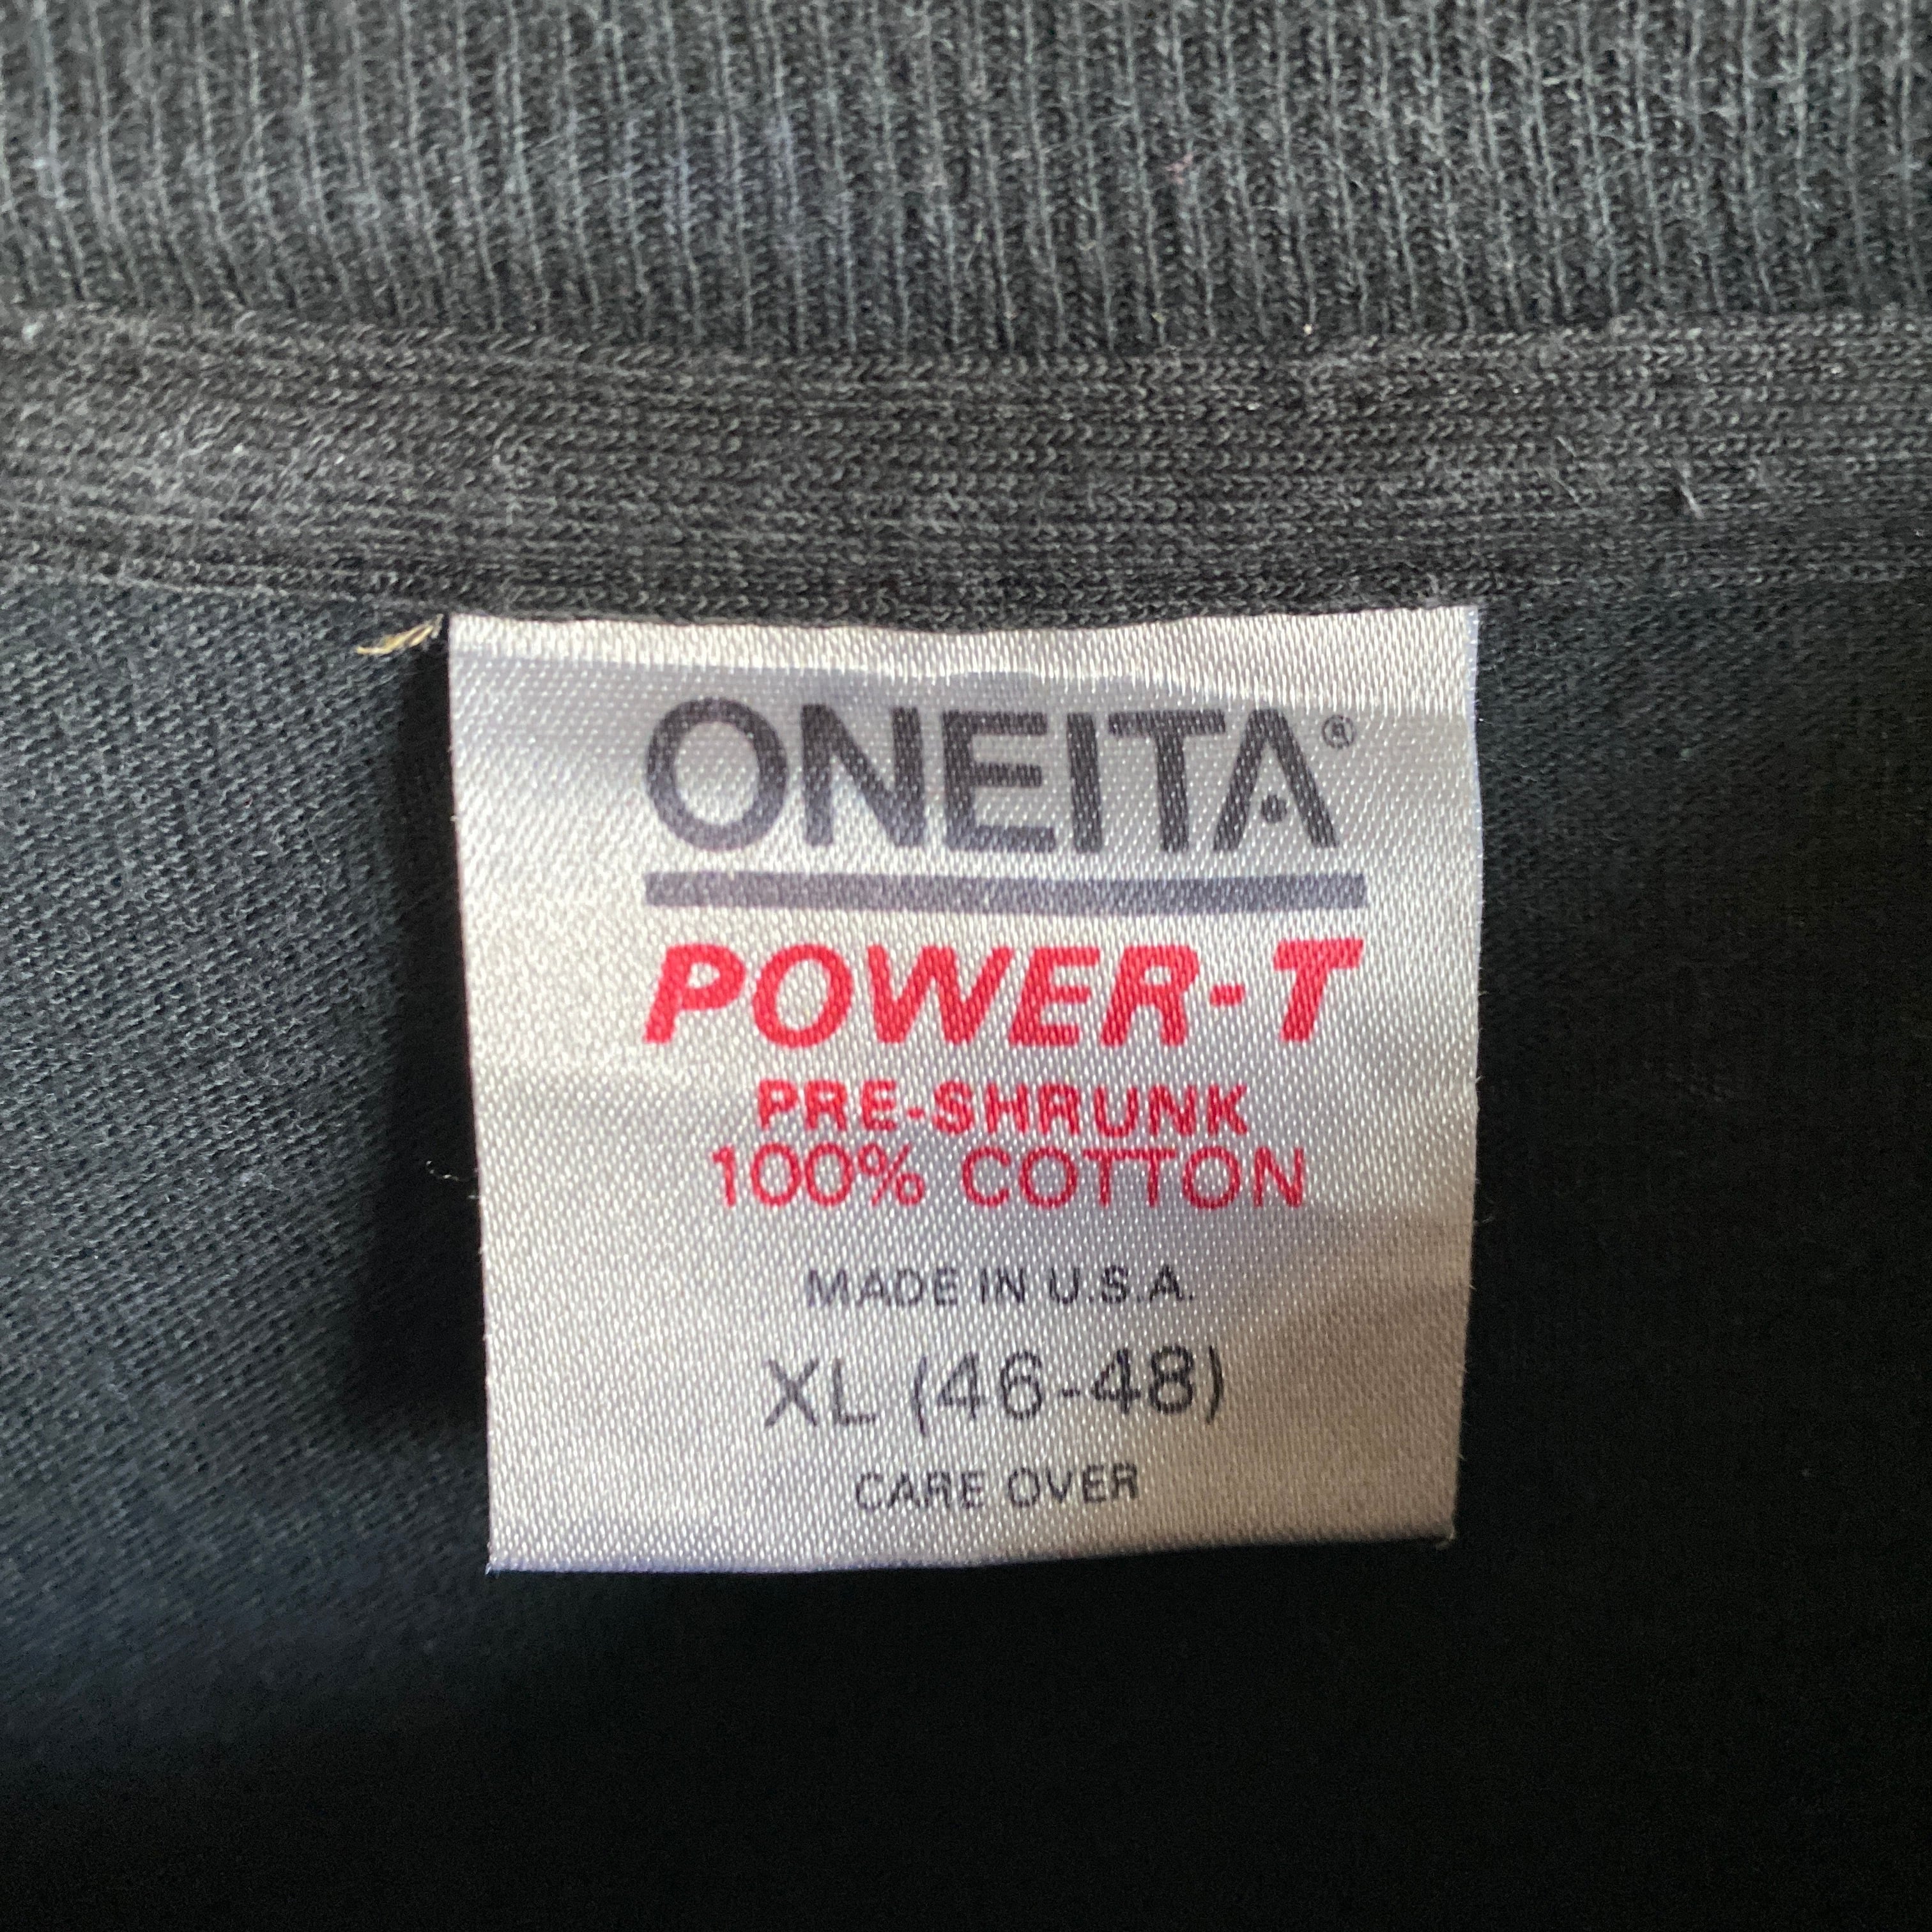 ONEITA®
POWER-T
PRE-SHRUNK
100% COTTON
MADE IN U.S.A.
XL (46-48)
CARE OVER